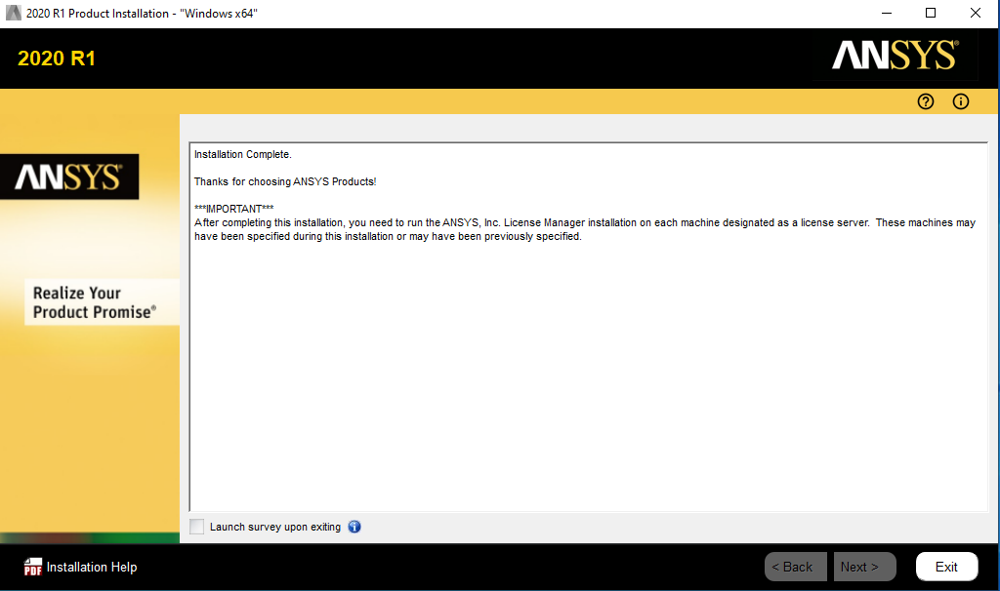 2020 R1 Product Installation - "Windows x64"
2020 R1
ANSYS®
ANSYS®
Realize Your
Product Promise®
Installation Complete.
Thanks for choosing ANSYS Products!
***IMPORTANT***
After completing this installation, you need to run the ANSYS, Inc. License Manager installation on each machine designated as a license server.  These machines may
have been specified during this installation or may have been previously specified.
Launch survey upon exiting
PDF
Installation Help
< Back
Next >
Exit